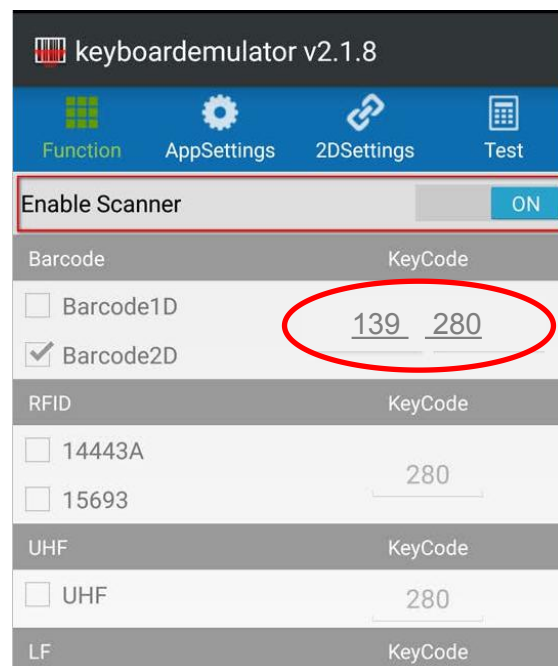 keyboardemulator v2.1.8
Function AppSettings 2DSettings Test
Enable Scanner ON
Barcode KeyCode
Barcode1D
139 280
Barcode2D
RFID KeyCode
14443A
280
15693
UHF KeyCode
UHF 280
LF KeyCode